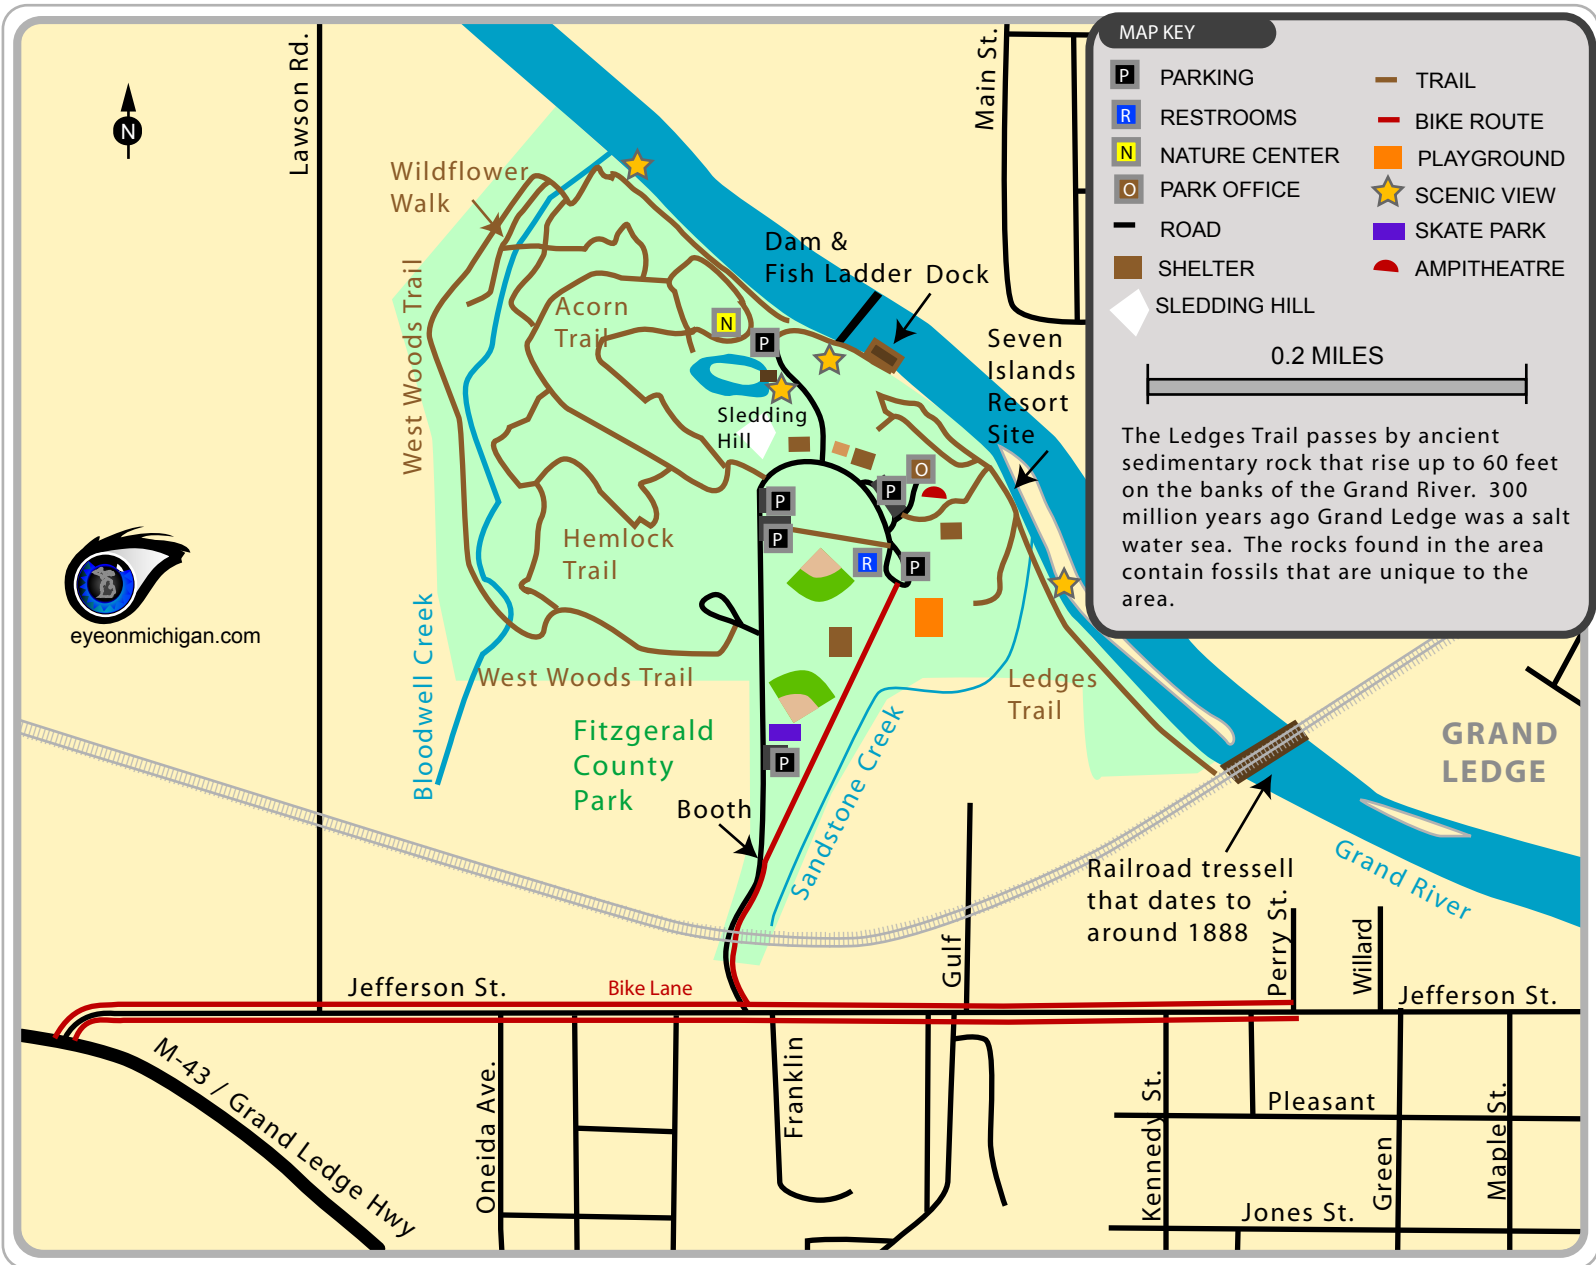 MAP KEY
P PARKING
R RESTROOMS
N NATURE CENTER
O PARK OFFICE
ROAD
SHELTER
SLEDDING HILL
TRAIL
BIKE ROUTE
PLAYGROUND
SCENIC VIEW
SKATE PARK
AMPITHEATRE
0.2 MILES
The Ledges Trail passes by ancient
sedimentary rock that rise up to 60 feet
on the banks of the Grand River. 300
million years ago Grand Ledge was a salt
water sea. The rocks found in the area
contain fossils that are unique to the
area.
N
Lawson Rd.
Main St.
Wildflower
Walk
West Woods Trail
Dam &
Fish Ladder
Dock
Acorn
Trail
N
P
Seven
Islands
Resort
Site
Sledding
Hill
O
P
P
P
R
P
Hemlock
Trail
eyeonmichigan.com
Bloodwell Creek
West Woods Trail
Ledges
Trail
Fitzgerald
County
Park
P
Booth
Sandstone Creek
GRAND
LEDGE
Grand River
Railroad tressell
that dates to
around 1888
Gulf
Perry St.
Willard
Jefferson St.
Bike Lane
Jefferson St.
M-43 / Grand Ledge Hwy
Oneida Ave.
Franklin
Kennedy St.
Pleasant
Green
Maple St.
Jones St.